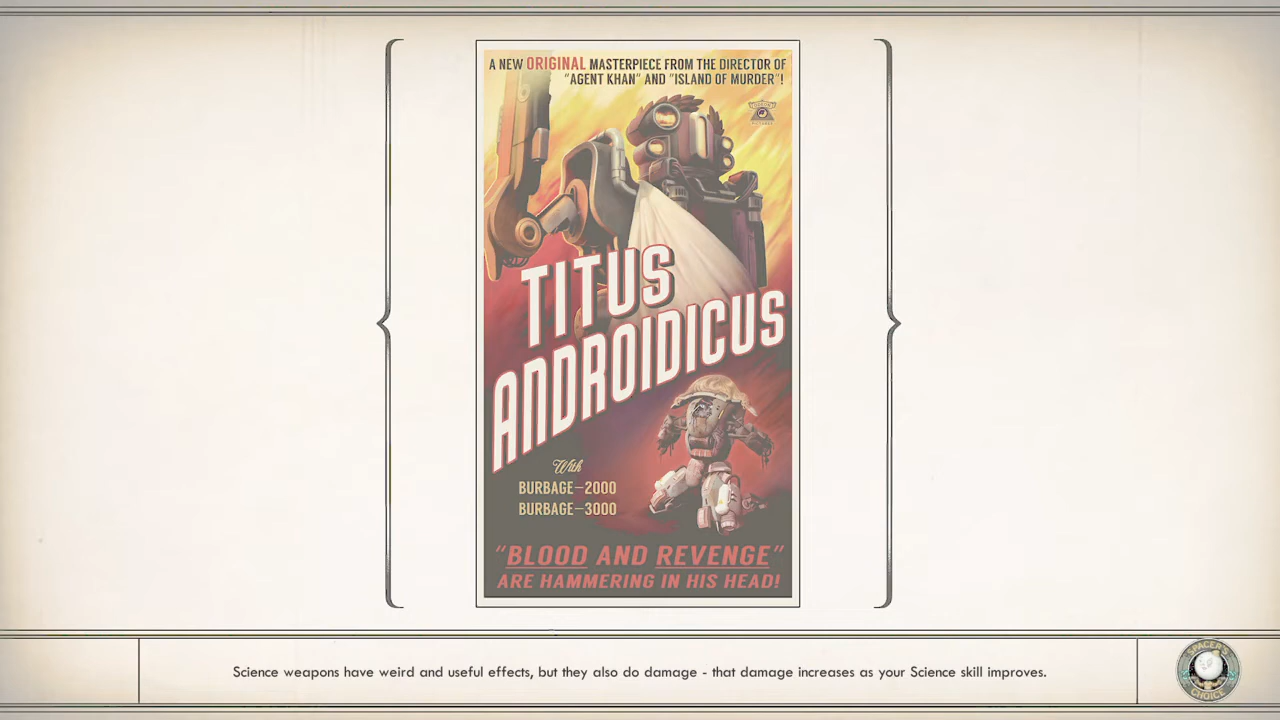 A NEW ORIGINAL MASTERPIECE FROM THE DIRECTOR OF
"AGENT KHAN" AND "ISLAND OF MURDER"!
TITUS
ANDROIDICUS
With
BURBAGE-2000
BURBAGE-3000
"BLOOD AND REVENGE"
ARE HAMMERING IN HIS HEAD!
Science weapons have weird and useful effects, but they also do damage - that damage increases as your Science skill improves.
SPACER'S
CHOICE